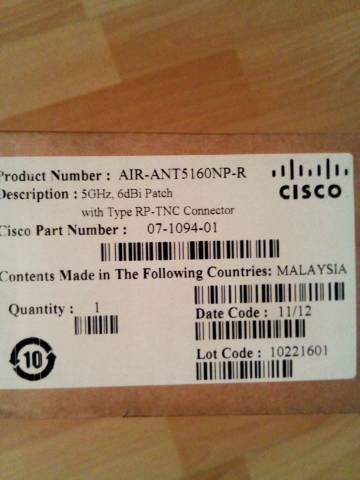 Product Number : AIR-ANT5160NP-R
CISCO
Description : 5GHz, 6dBi Patch
with Type RP-TNC Connector
Cisco Part Number : 07-1094-01
Contents Made in The Following Countries: MALAYSIA
Quantity : 1
Date Code : 11/12
10
Lot Code : 10221601